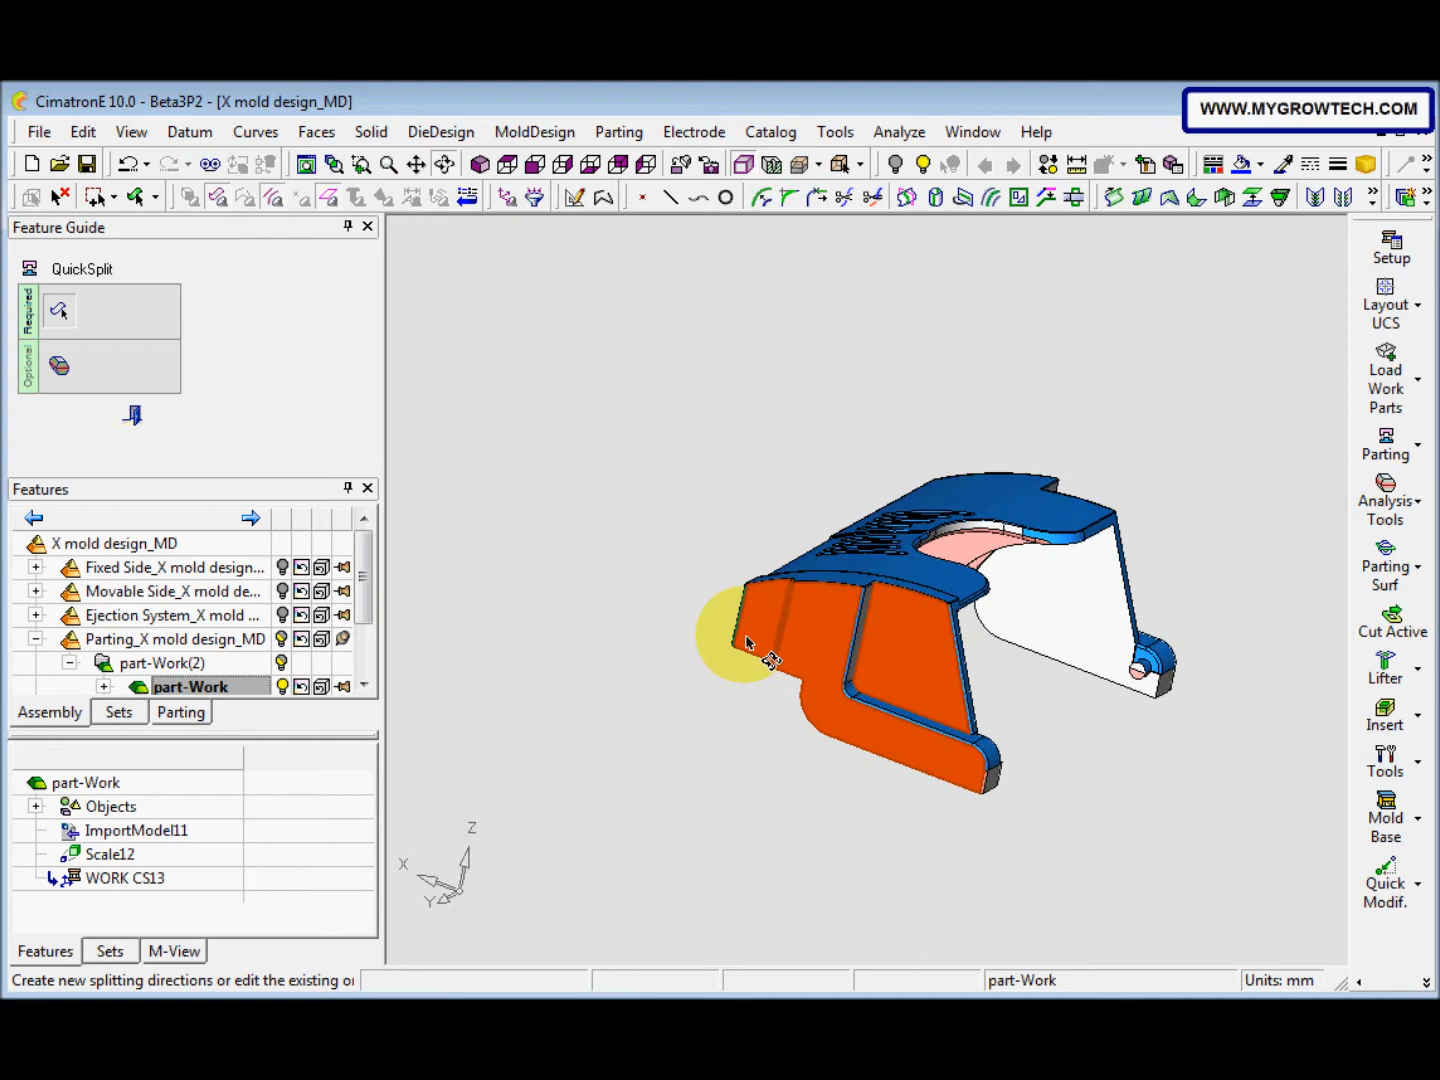 CimatronE 10.0 - Beta3P2 - [X mold design_MD]
WWW.MYGROWTECH.COM
File Edit View Datum Curves Faces Solid DieDesign MoldDesign Parting Electrode Catalog Tools Analyze Window Help
Feature Guide
QuickSplit
Required
Optional
Features
X mold design_MD
Fixed Side_X mold design...
Movable Side_X mold de...
Ejection System_X mold ...
Parting_X mold design_MD
part-Work(2)
part-Work
Assembly Sets Parting
part-Work
Objects
ImportModel11
Scale12
WORK CS13
Features Sets M-View
Create new splitting directions or edit the existing or
part-Work
Units: mm
Z
X
Y
Setup
Layout
UCS
Load
Work
Parts
Parting
Analysis
Tools
Parting
Surf
Cut Active
Lifter
Insert
Tools
Mold
Base
Quick
Modif.